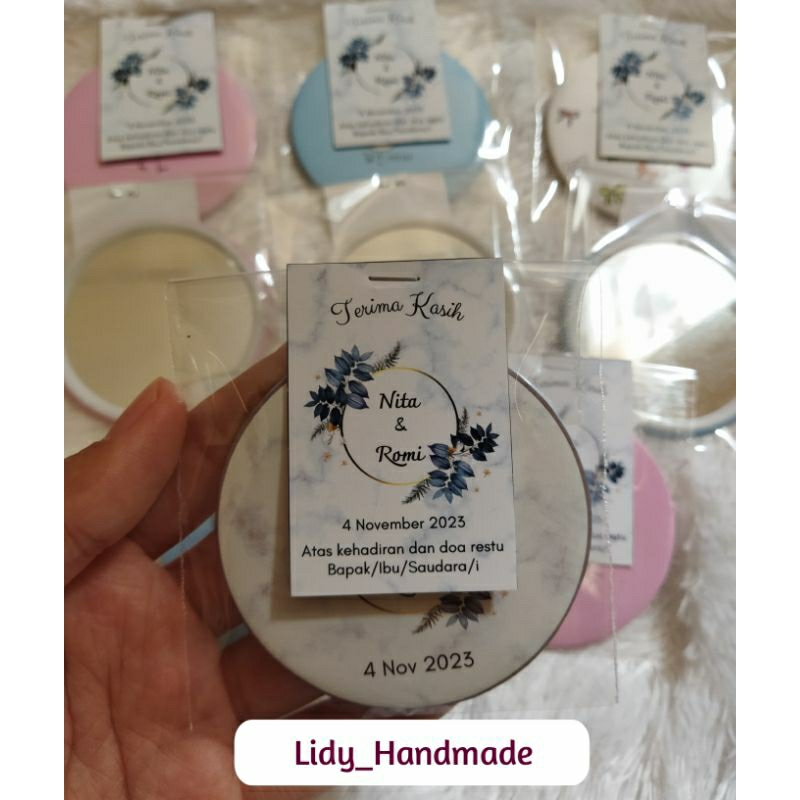 Terima Kasih
Nita
&
Romi
4 November 2023
Atas kehadiran dan doa restu
Bapak/Ibu/Saudara/i
4 Nov 2023
Lidy_Handmade